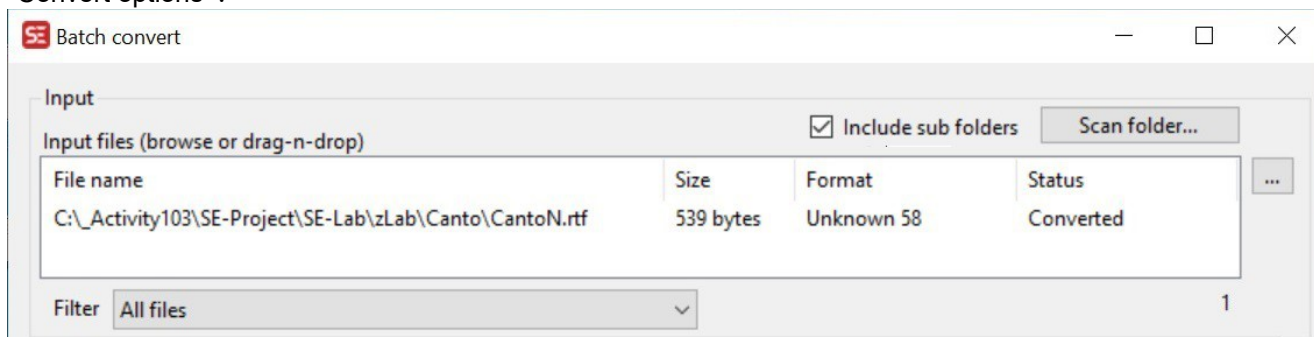 SE Batch convert
Input
Include sub folders Scan folder...
Input files (browse or drag-n-drop)
File name Size Format Status ...
C:\_Activity103\SE-Project\SE-Lab\zLab\Canto\CantoN.rtf 539 bytes Unknown 58 Converted
Filter All files 1